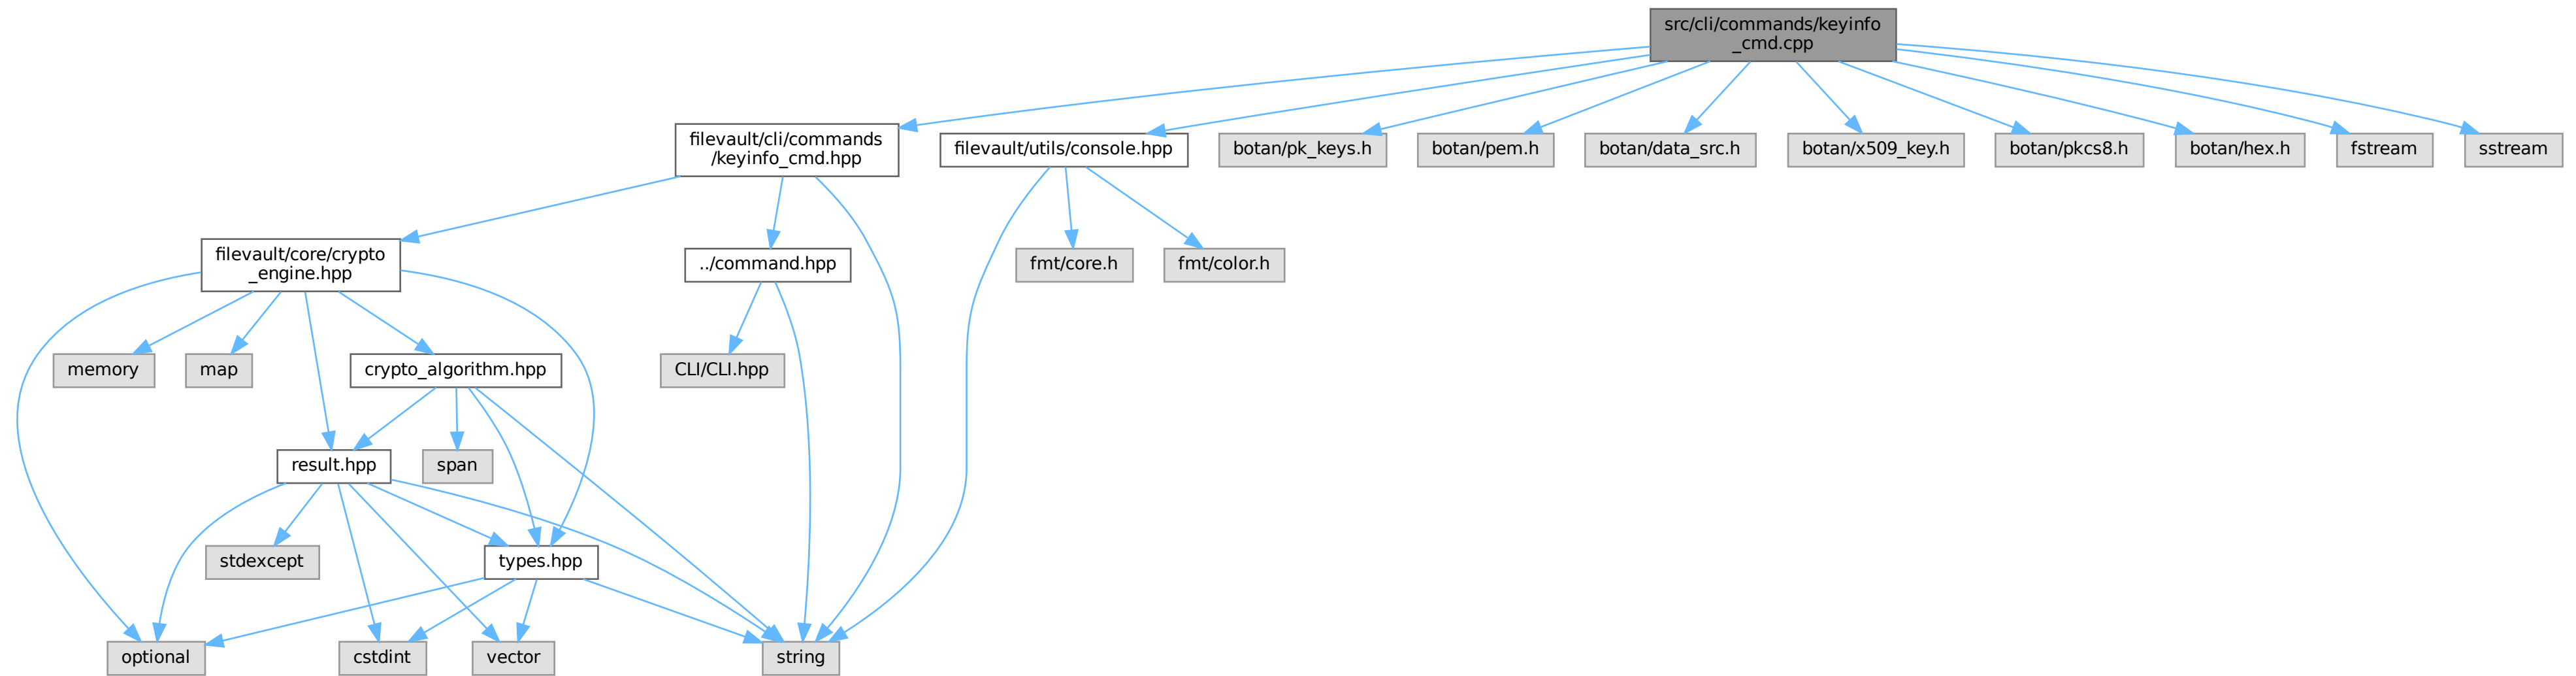 src/cli/commands/keyinfo
_cmd.cpp
filevault/cli/commands
/keyinfo_cmd.hpp
filevault/utils/console.hpp
botan/pk_keys.h
botan/pem.h
botan/data_src.h
botan/x509_key.h
botan/pkcs8.h
botan/hex.h
fstream
sstream
filevault/core/crypto
_engine.hpp
../command.hpp
fmt/core.h
fmt/color.h
memory
map
crypto_algorithm.hpp
CLI/CLI.hpp
result.hpp
span
stdexcept
types.hpp
optional
cstdint
vector
string